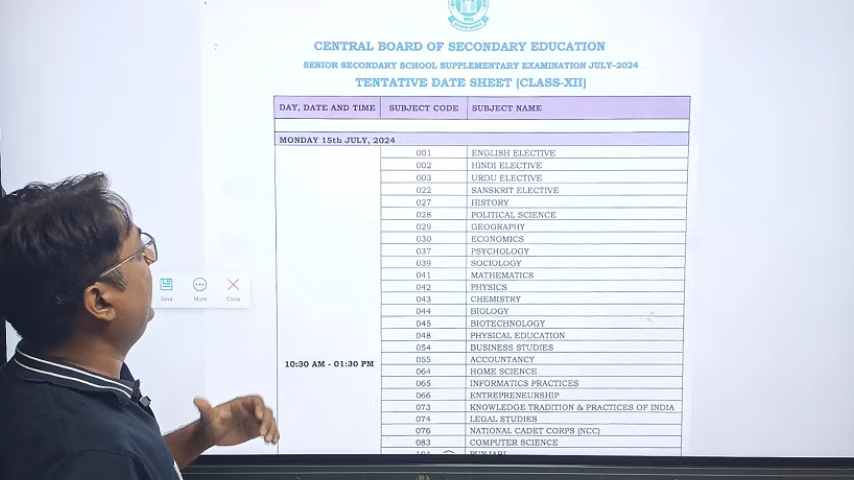 CENTRAL BOARD OF SECONDARY EDUCATION
SENIOR SECONDARY SCHOOL SUPPLEMENTARY EXAMINATION JULY-2024
TENTATIVE DATE SHEET (CLASS-XII)
DAY, DATE AND TIME SUBJECT CODE SUBJECT NAME
MONDAY 15th JULY, 2024
001 ENGLISH ELECTIVE
002 HINDI ELECTIVE
003 URDU ELECTIVE
022 SANSKRIT ELECTIVE
027 HISTORY
028 POLITICAL SCIENCE
029 GEOGRAPHY
030 ECONOMICS
037 PSYCHOLOGY
039 SOCIOLOGY
041 MATHEMATICS
042 PHYSICS
Save More Close
043 CHEMISTRY
044 BIOLOGY
045 BIOTECHNOLOGY
048 PHYSICAL EDUCATION
054 BUSINESS STUDIES
055 ACCOUNTANCY
10:30 AM - 01:30 PM
064 HOME SCIENCE
065 INFORMATICS PRACTICES
066 ENTREPRENEURSHIP
073 KNOWLEDGE TRADITION & PRACTICES OF INDIA
074 LEGAL STUDIES
076 NATIONAL CADET CORPS (NCC)
083 COMPUTER SCIENCE
104 PUNJABI